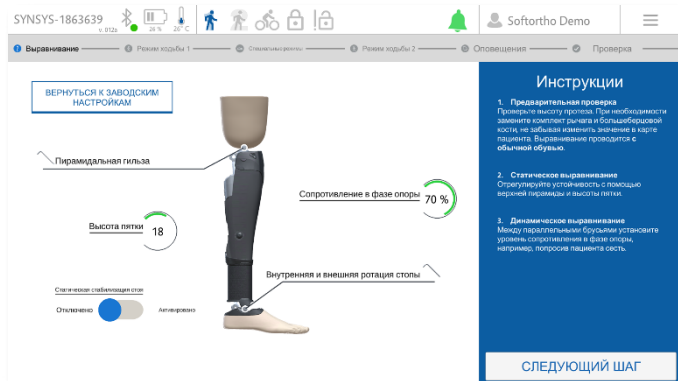 SYNSYS-1863639
v. 012s
26 %
26° C
Softortho Demo
Выравнивание
Режим ходьбы 1
Режим ходьбы 2
Оповещения
Проверка
ВЕРНУТЬСЯ К ЗАВОДСКИМ
НАСТРОЙКАМ
Пирамидальная гильза
Сопротивление в фазе опоры
70 %
Высота пятки
18
Внутренняя и внешняя ротация стопы
Статическая стабилизация стоя
Отключено
Активировано
Инструкции
1. Предварительная проверка
Проверьте высоту протеза. При необходимости
замените комплект рычага и большеберцовой
кости, не забывая изменить значение в карте
пациента. Выравнивание проводится с
обычной обувью.
2. Статическое выравнивание
Отрегулируйте устойчивость с помощью
верхней пирамиды и высоты пятки.
3. Динамическое выравнивание
Между параллельными брусьями установите
уровень сопротивления в фазе опоры,
например, попросив пациента сесть.
СЛЕДУЮЩИЙ ШАГ